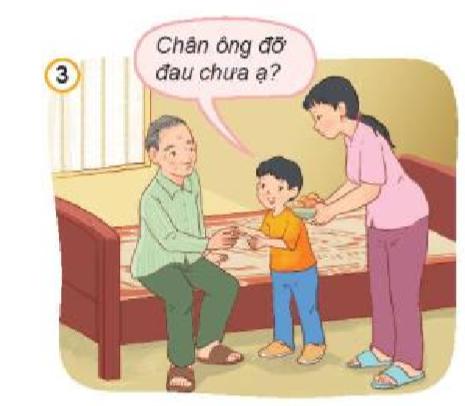 3
Chân ông đỡ
đau chưa ạ?